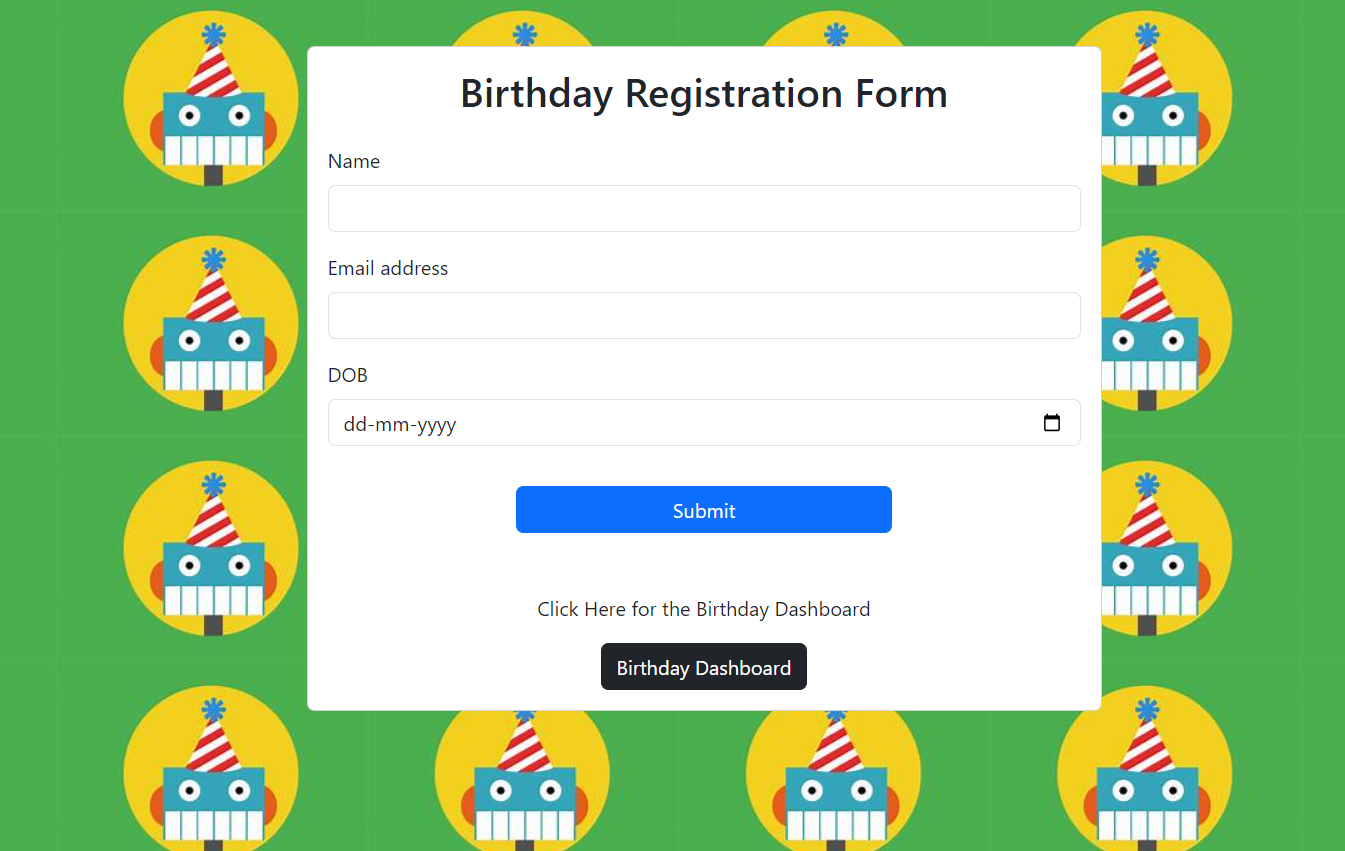 Birthday Registration Form
Name
Email address
DOB
dd-mm-yyyy
Submit
Click Here for the Birthday Dashboard
Birthday Dashboard